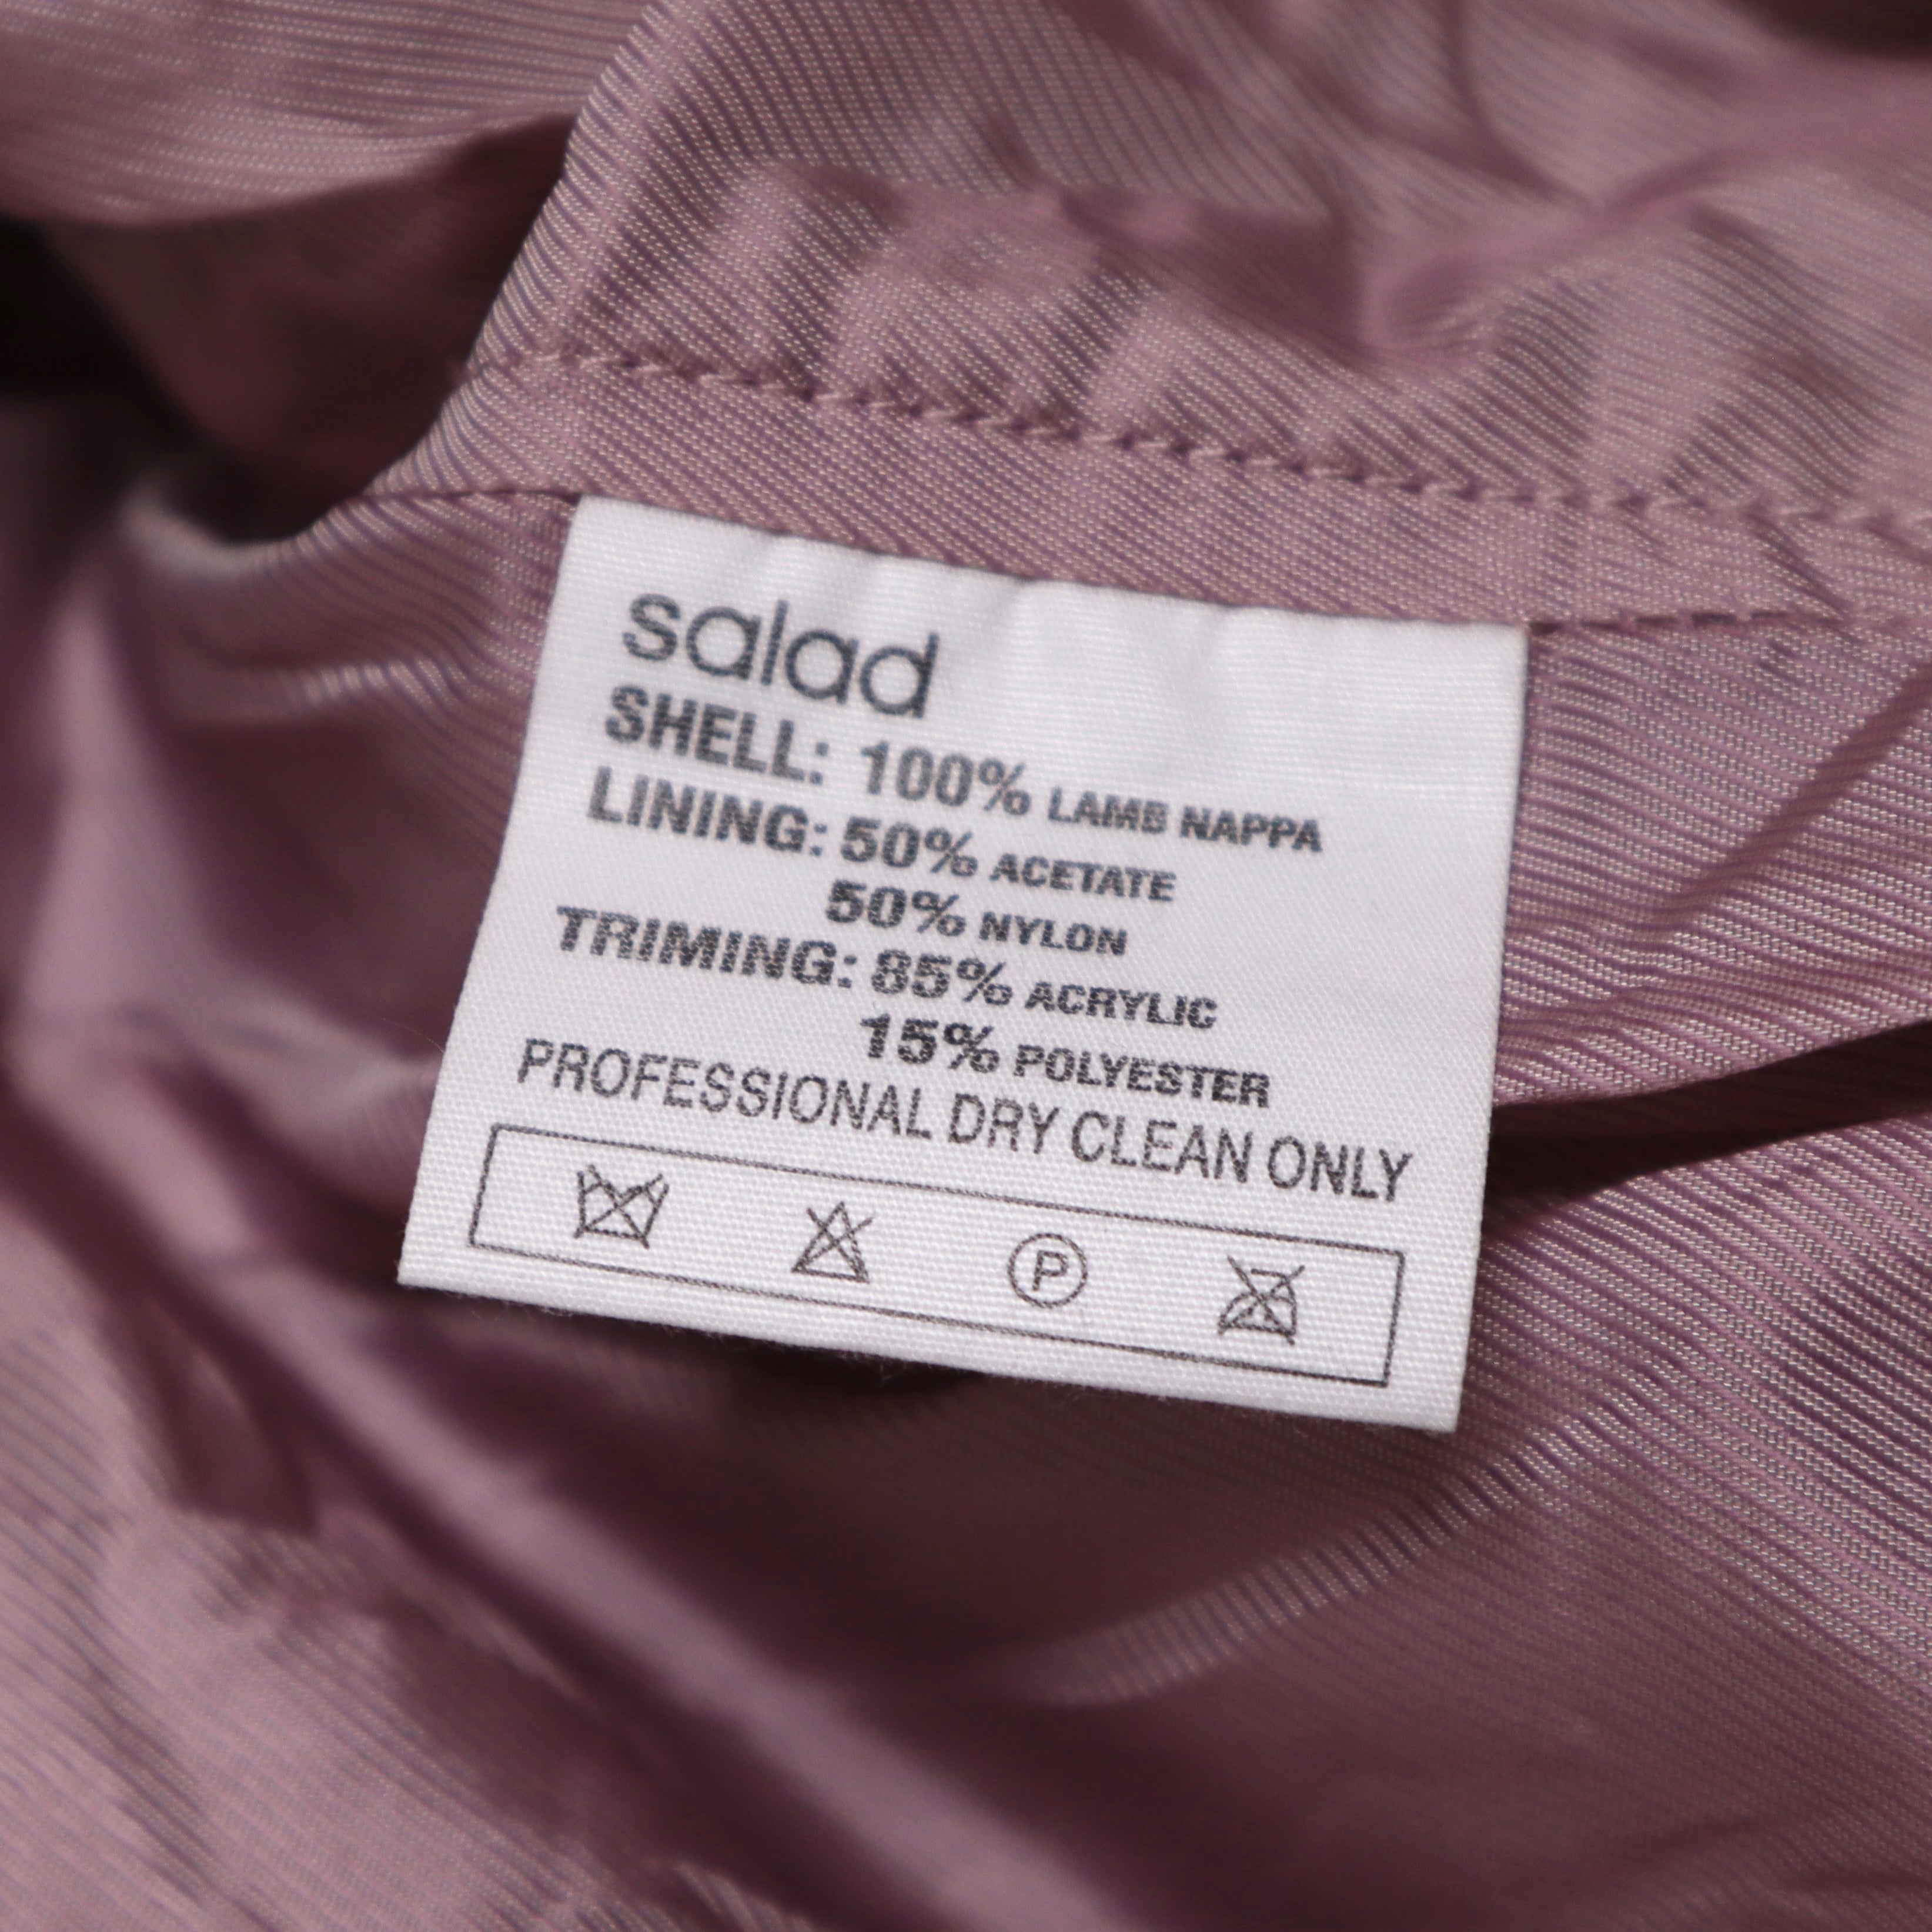 salad
SHELL: 100% LAMB NAPPA
LINING: 50% ACETATE
50% NYLON
TRIMING: 85% ACRYLIC
15% POLYESTER
PROFESSIONAL DRY CLEAN ONLY
P